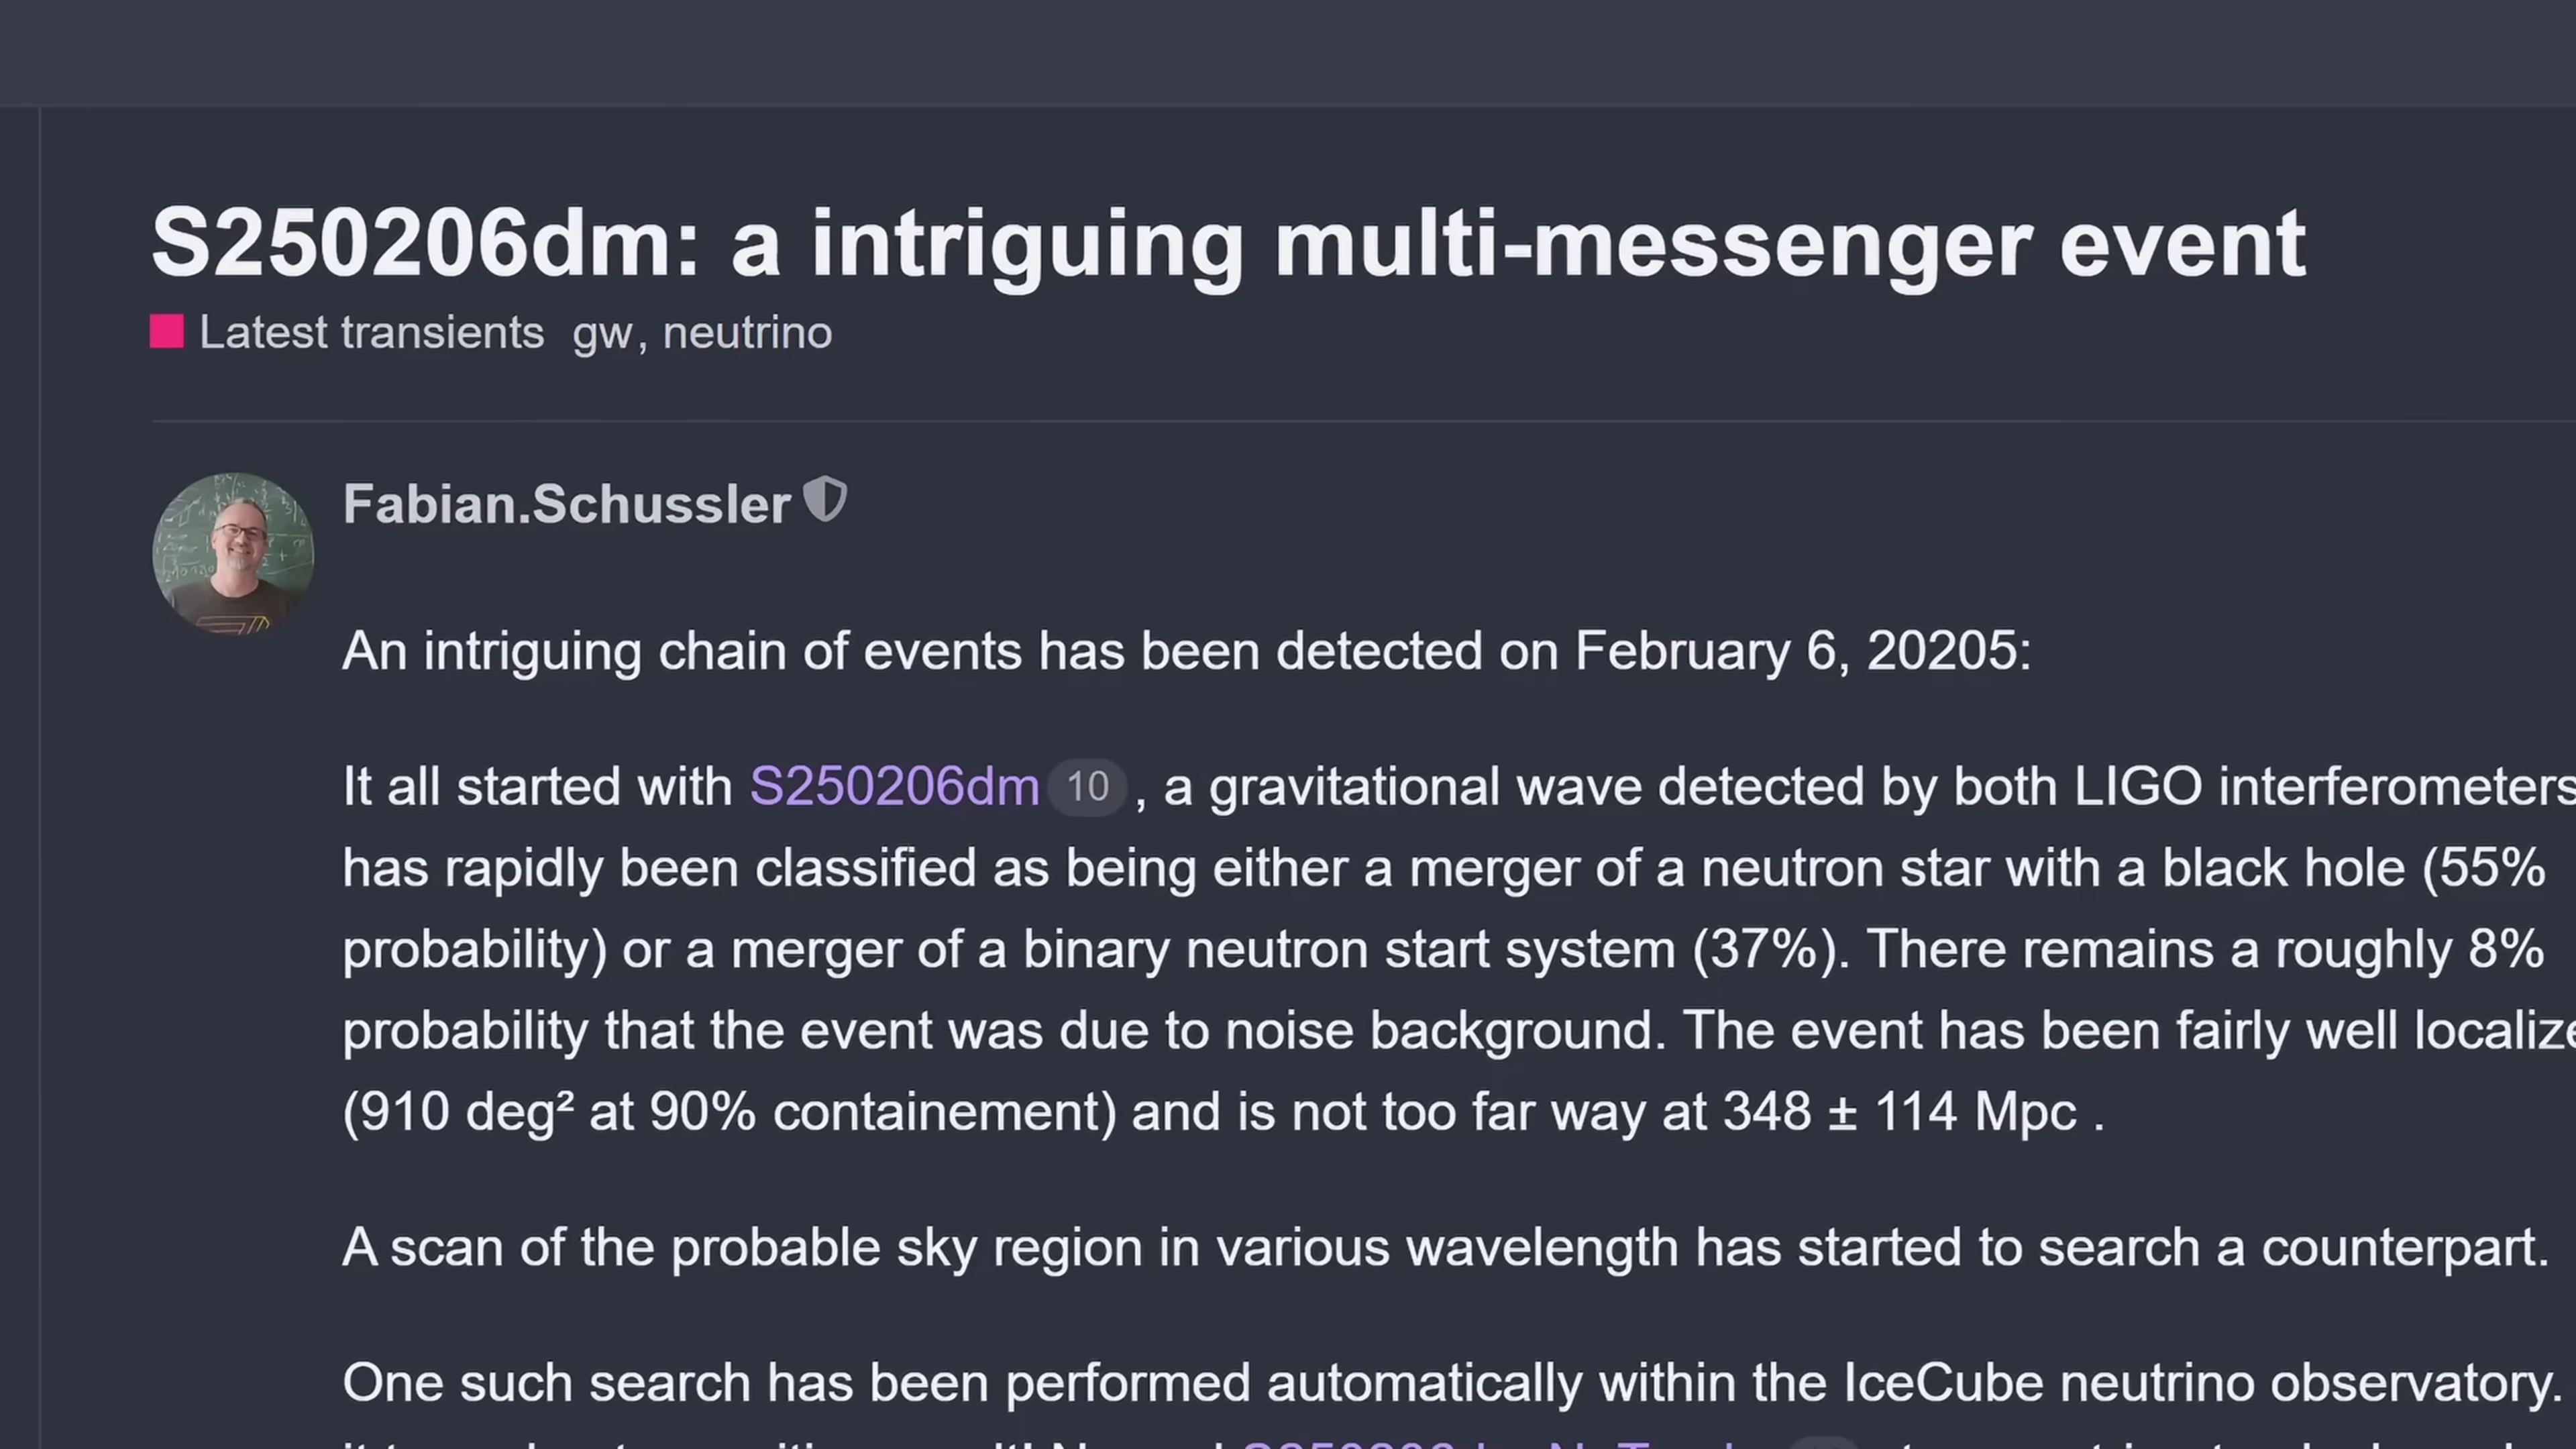 S250206dm: a intriguing multi-messenger event
Latest transients gw, neutrino
Fabian.Schussler
An intriguing chain of events has been detected on February 6, 20205:
It all started with S250206dm 10 , a gravitational wave detected by both LIGO interferometers
has rapidly been classified as being either a merger of a neutron star with a black hole (55%
probability) or a merger of a binary neutron start system (37%). There remains a roughly 8%
probability that the event was due to noise background. The event has been fairly well localize
(910 deg² at 90% containement) and is not too far way at 348 ± 114 Mpc .
A scan of the probable sky region in various wavelength has started to search a counterpart.
One such search has been performed automatically within the IceCube neutrino observatory.